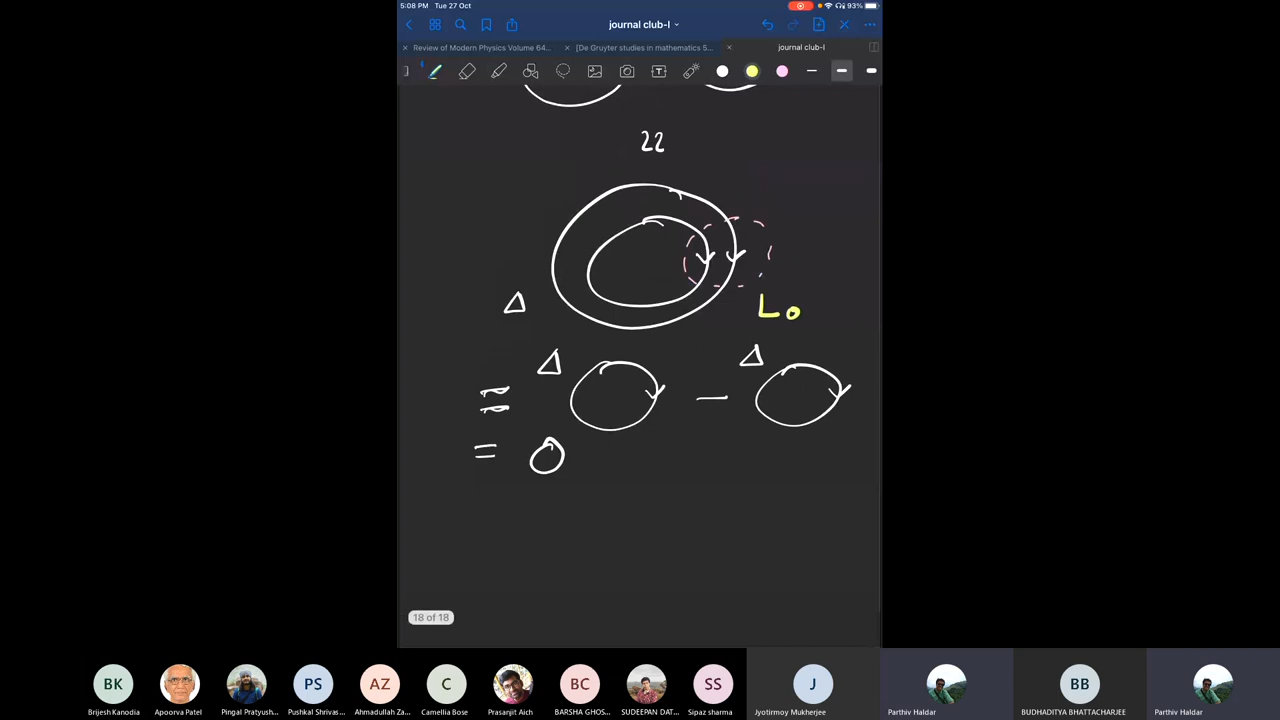 5:08 PM Tue 27 Oct
93%
journal club-I
Review of Modern Physics Volume 64...
[De Gruyter studies in mathematics 5...
journal club-I
T
22
Δ
L0
Δ Δ
≈ −
= 0
18 of 18
BK PS AZ C BC SS J BB
Brijesh Kanodia
Apoorva Patel
Pingal Pratyush...
Pushkal Shrivas...
Ahmadullah Za...
Camellia Bose
Prasanjit Aich
BARSHA GHOS...
SUDEEPAN DAT...
Sipaz sharma
Jyotirmoy Mukherjee
Parthiv Haldar
BUDHADITYA BHATTACHARJEE
Parthiv Haldar